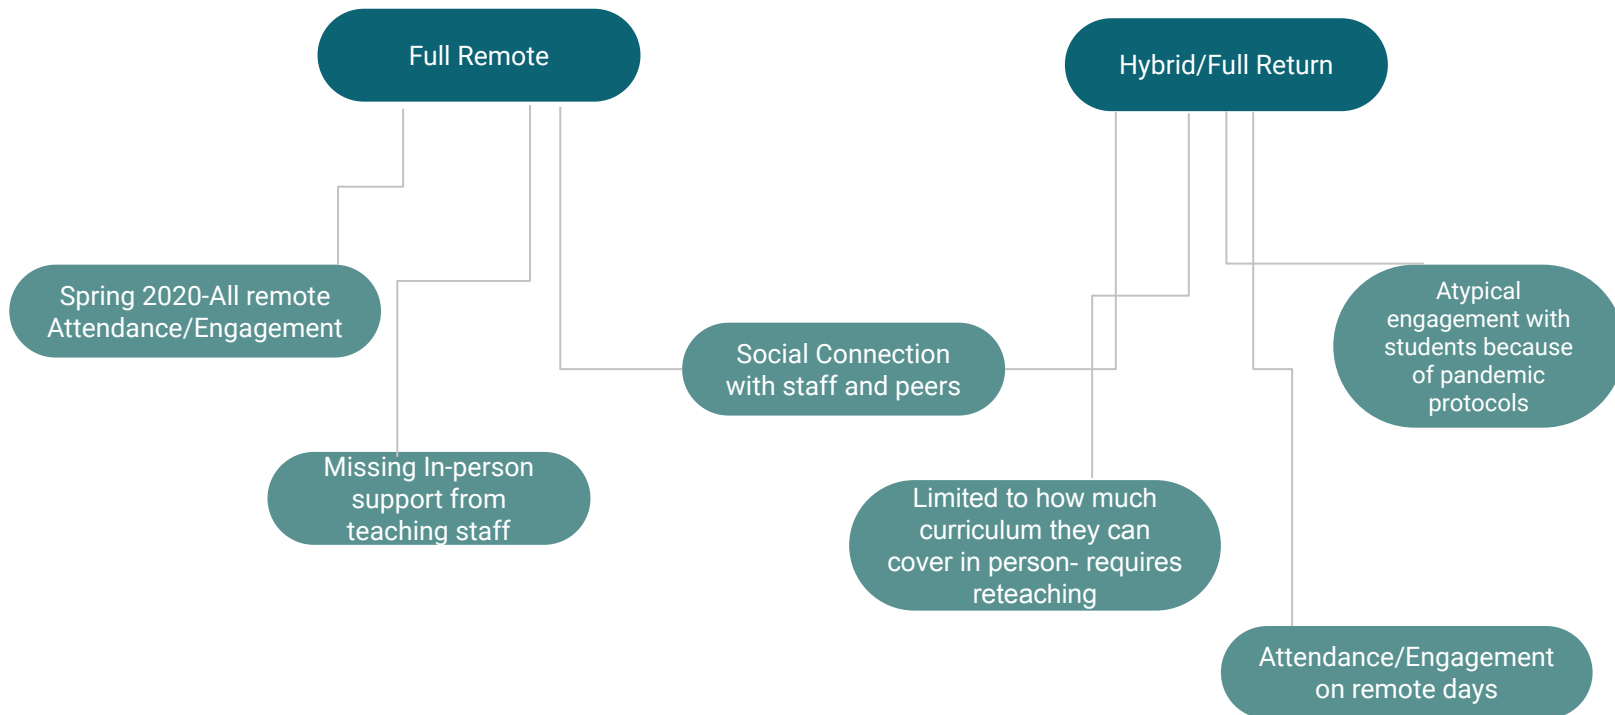 Full Remote
Hybrid/Full Return
Spring 2020-All remote
Attendance/Engagement
Social Connection
with staff and peers
Atypical
engagement with
students because
of pandemic
protocols
Missing In-person
support from
teaching staff
Limited to how much
curriculum they can
cover in person- requires
reteaching
Attendance/Engagement
on remote days